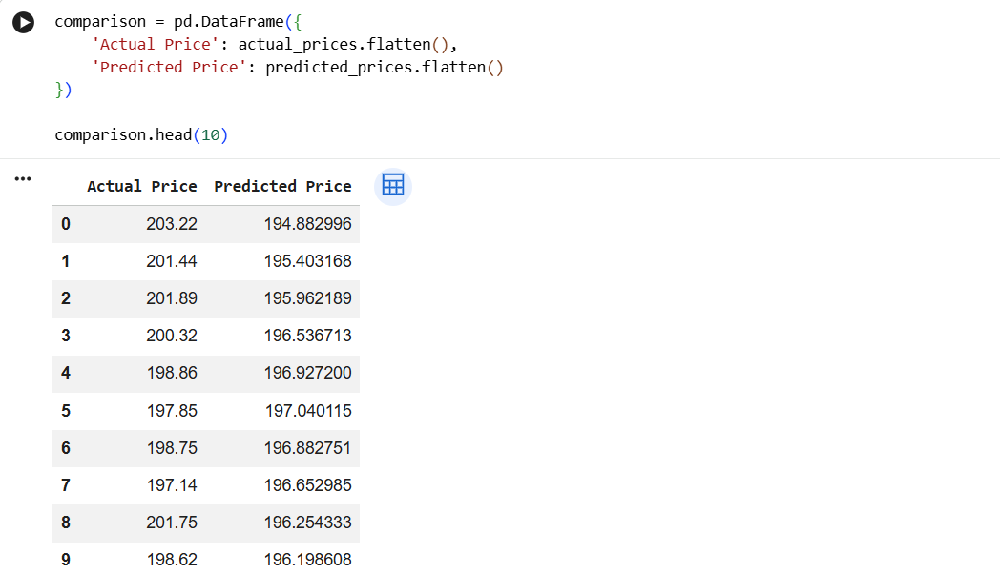 comparison = pd.DataFrame({
    'Actual Price': actual_prices.flatten(),
    'Predicted Price': predicted_prices.flatten()
})
comparison.head(10)
Actual Price Predicted Price
0 203.22 194.882996
1 201.44 195.403168
2 201.89 195.962189
3 200.32 196.536713
4 198.86 196.927200
5 197.85 197.040115
6 198.75 196.882751
7 197.14 196.652985
8 201.75 196.254333
9 198.62 196.198608